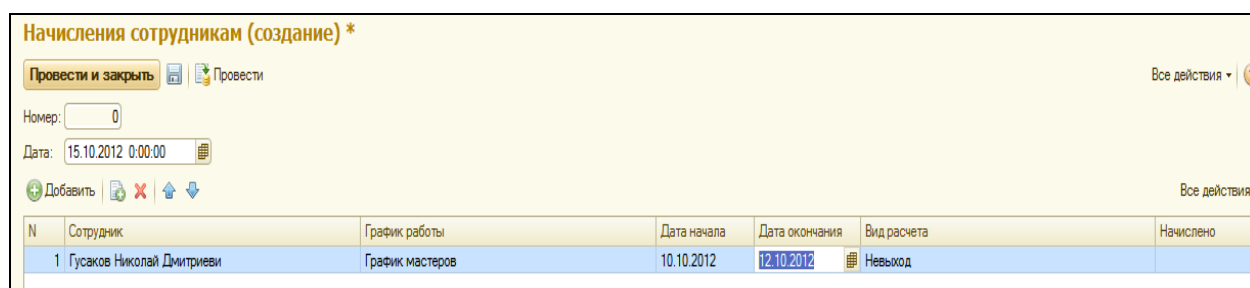 Начисления сотрудникам (создание) *
Провести и закрыть Провести Все действия
Номер: 0
Дата: 15.10.2012 0:00:00
Добавить Все действия
N Сотрудник График работы Дата начала Дата окончания Вид расчета Начислено
1 Гусаков Николай Дмитриеви График мастеров 10.10.2012 12.10.2012 Невыход